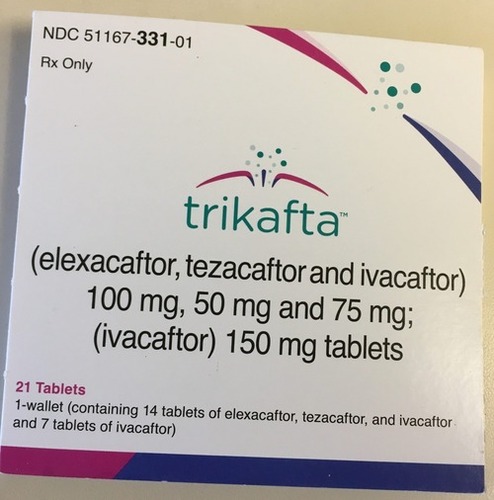 NDC 51167-331-01
Rx Only
trikafta™
(elexacaftor, tezacaftor and ivacaftor)
100 mg, 50 mg and 75 mg;
(ivacaftor) 150 mg tablets
21 Tablets
1-wallet (containing 14 tablets of elexacaftor, tezacaftor, and ivacaftor
and 7 tablets of ivacaftor)